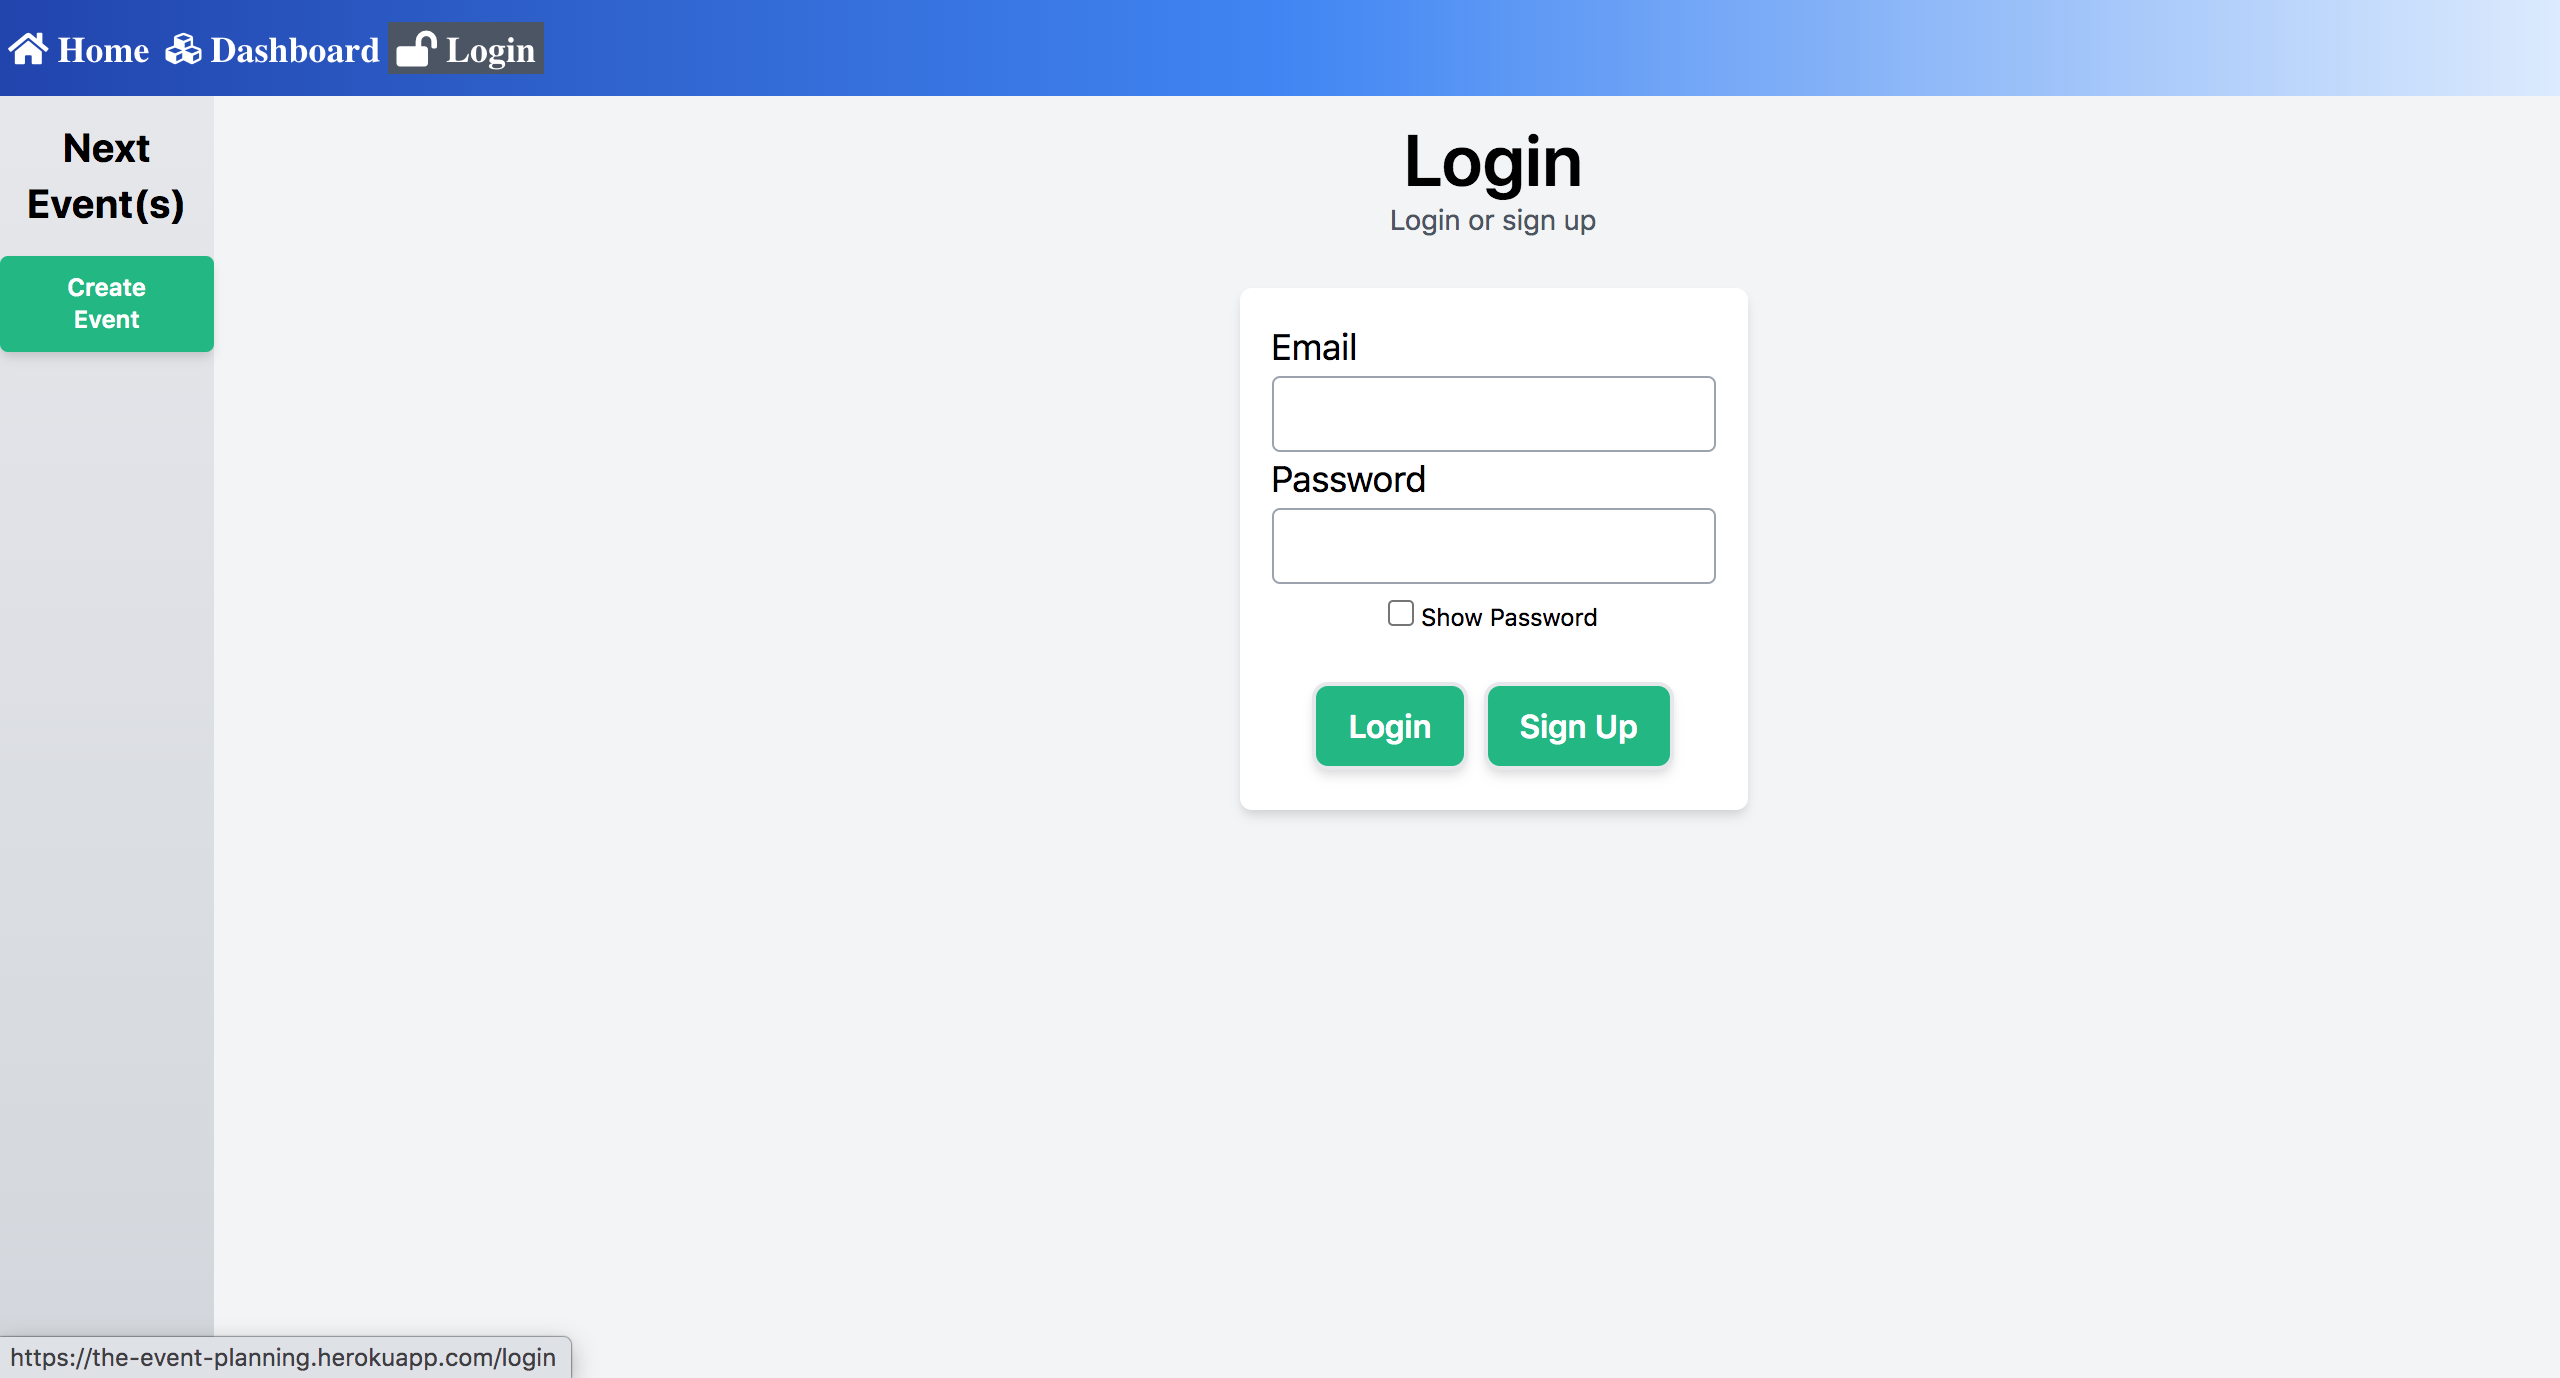 Home Dashboard Login
Next
Event(s)
Create
Event
Login
Login or sign up
Email
Password
Show Password
Login Sign Up
https://the-event-planning.herokuapp.com/login